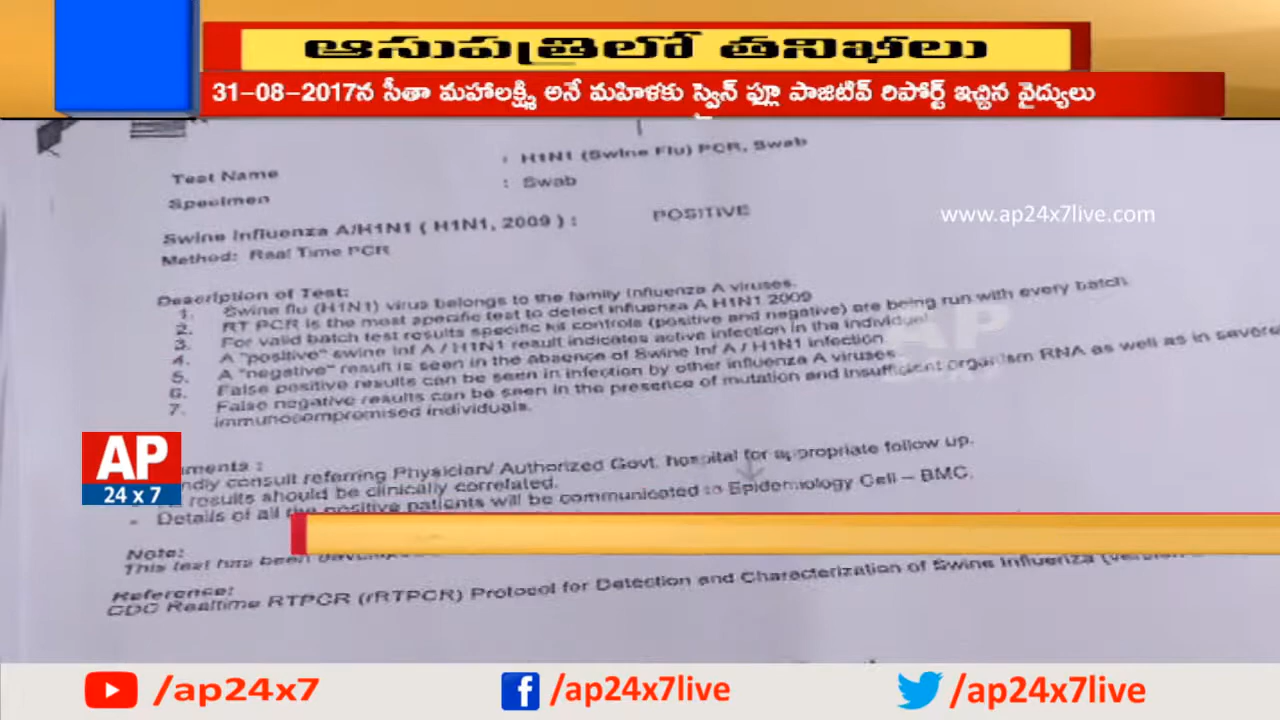 ఆసుపత్రిలో తనిఖీలు
31-08-2017న సీతా మహాలక్ష్మి అనే మహిళకు స్వైన్ ఫ్లూ పాజిటివ్ రిపోర్ట్ ఇచ్చిన వైద్యులు
Test Name : H1N1 (Swine Flu) PCR, Swab
Specimen : Swab
Swine Influenza A/H1N1 ( H1N1, 2009 ) : POSITIVE
www.ap24x7live.com
Method: Real Time PCR
Description of Test:
1. Swine flu (H1N1) virus belongs to the family Influenza A viruses.
2. RT PCR is the most specific test to detect influenza A H1N1 2009
3. For valid batch test results specific kit controls (positive and negative) are being run with every batch
4. A "positive" swine Inf A / H1N1 result indicates active infection in the individual
5. A "negative" result is seen in the absence of Swine Inf A / H1N1 infection
6. False positive results can be seen in infection by other influenza A viruses
7. False negative results can be seen in the presence of mutation and insufficient organism RNA as well as in severe
immunocompromised individuals.
AP
24 x 7
AP
24 x 7
ments :
ndly consult referring Physician/ Authorized Govt. hospital for appropriate follow up.
results should be clinically correlated.
- Details of all the positive patients will be communicated to Epidemiology Cell – BMC.
Note:
This test has been
Reference:
CDC Realtime RTPCR (rRTPCR) Protocol for Detection and Characterization of Swine Influenza (version
/ap24x7
/ap24x7live
/ap24x7live